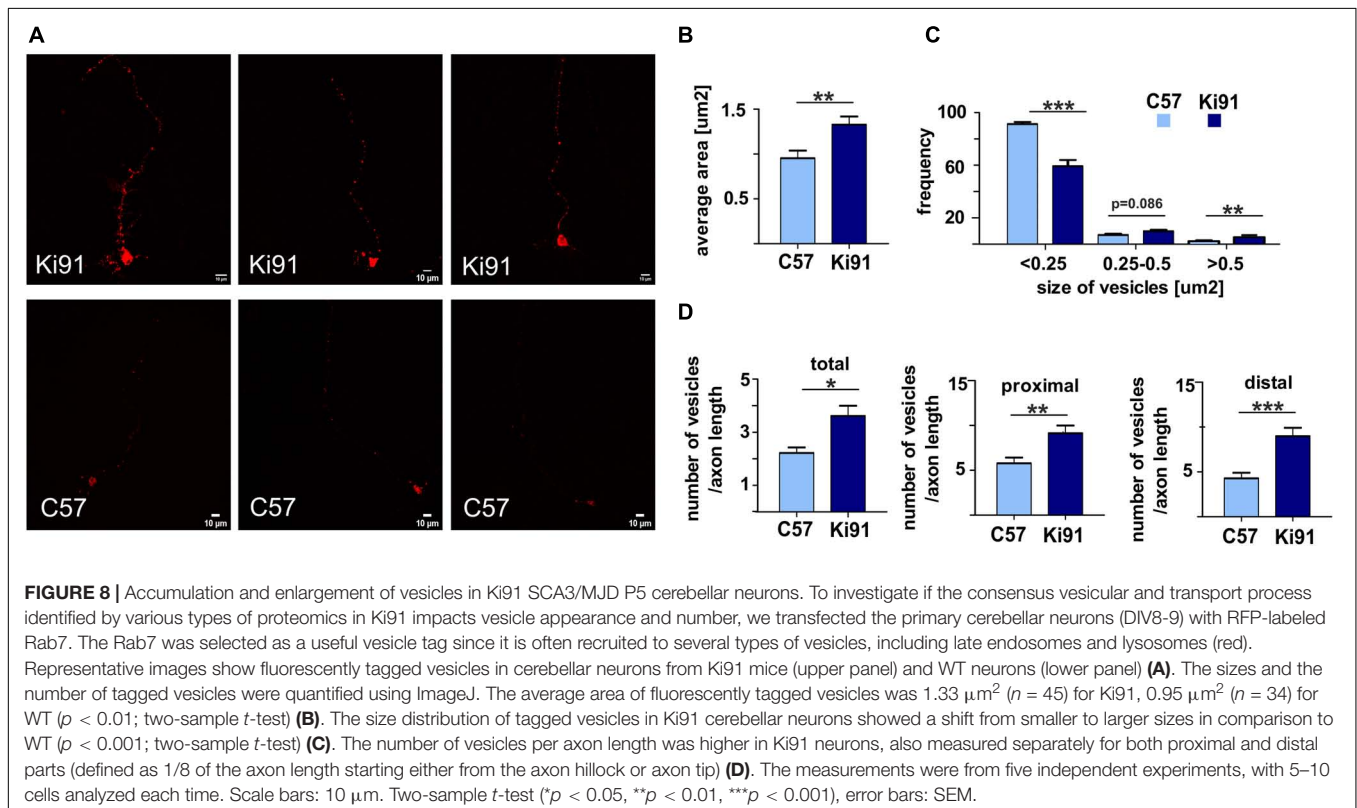 A
Ki91
10 µm
Ki91
10 µm
Ki91
10 µm
C57
10 µm
C57
10 µm
C57
10 µm
B
**
1.5
0.5
average area [um2]
C57 Ki91
C
C57 Ki91
***
p=0.086
**
100
60
20
frequency
<0.25 0.25-0.5 >0.5
size of vesicles [um2]
D
total
*
5
3
1
number of vesicles
/axon length
C57 Ki91
proximal
**
15
5
number of vesicles
/axon length
C57 Ki91
distal
***
15
5
number of vesicles
/axon length
C57 Ki91
FIGURE 8 | Accumulation and enlargement of vesicles in Ki91 SCA3/MJD P5 cerebellar neurons. To investigate if the consensus vesicular and transport process
identified by various types of proteomics in Ki91 impacts vesicle appearance and number, we transfected the primary cerebellar neurons (DIV8-9) with RFP-labeled
Rab7. The Rab7 was selected as a useful vesicle tag since it is often recruited to several types of vesicles, including late endosomes and lysosomes (red).
Representative images show fluorescently tagged vesicles in cerebellar neurons from Ki91 mice (upper panel) and WT neurons (lower panel) (A). The sizes and the
number of tagged vesicles were quantified using ImageJ. The average area of fluorescently tagged vesicles was 1.33 µm² (n = 45) for Ki91, 0.95 µm² (n = 34) for
WT (p < 0.01; two-sample t-test) (B). The size distribution of tagged vesicles in Ki91 cerebellar neurons showed a shift from smaller to larger sizes in comparison to
WT (p < 0.001; two-sample t-test) (C). The number of vesicles per axon length was higher in Ki91 neurons, also measured separately for both proximal and distal
parts (defined as 1/8 of the axon length starting either from the axon hillock or axon tip) (D). The measurements were from five independent experiments, with 5–10
cells analyzed each time. Scale bars: 10 µm. Two-sample t-test (*p < 0.05, **p < 0.01, ***p < 0.001), error bars: SEM.